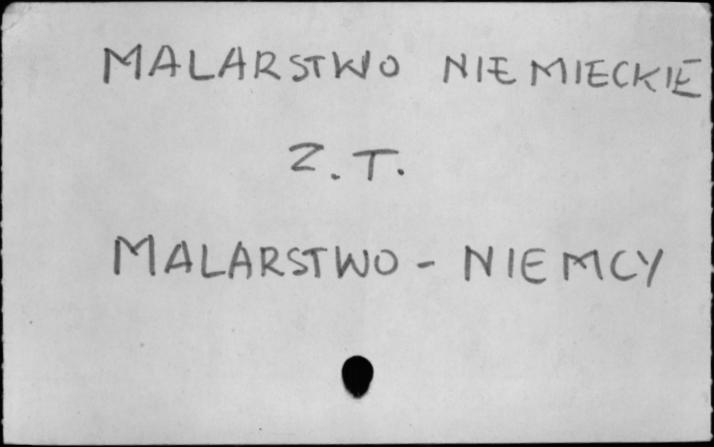 MALARSTWO NIEMIECKIE
Z.T.
MALARSTWO - NIEMCY